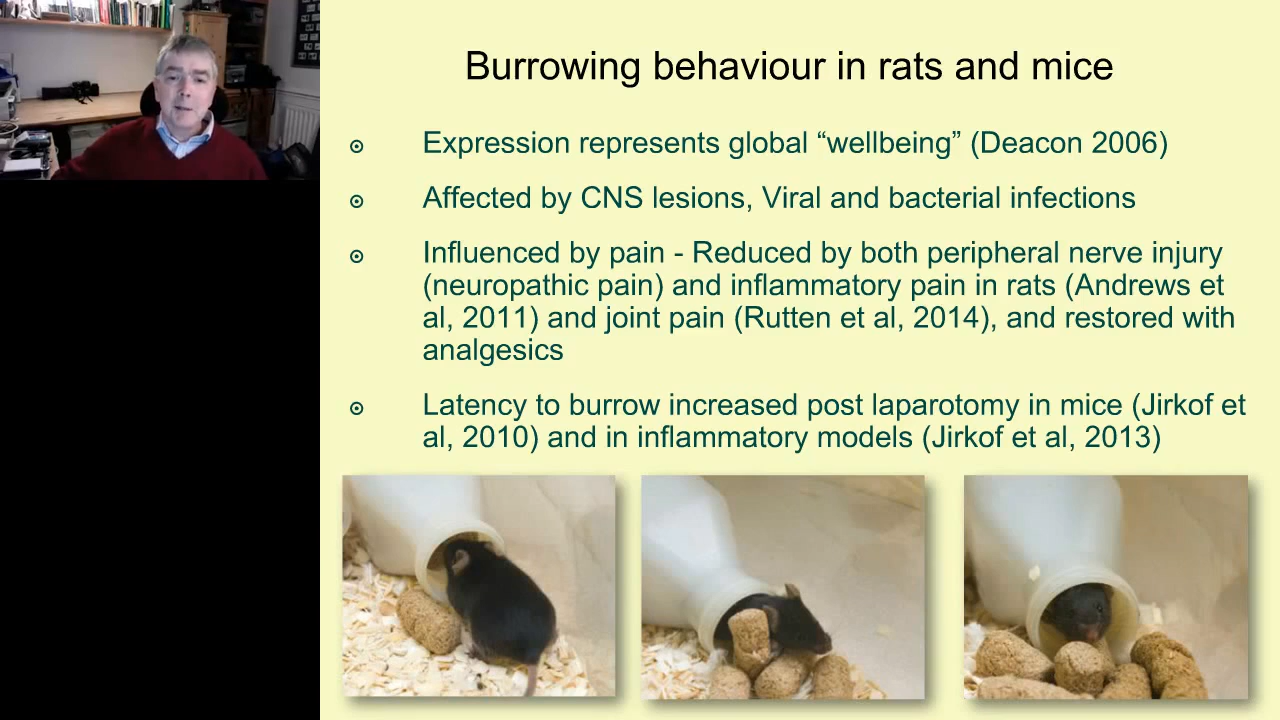 Burrowing behaviour in rats and mice
Expression represents global “wellbeing” (Deacon 2006)
Affected by CNS lesions, Viral and bacterial infections
Influenced by pain - Reduced by both peripheral nerve injury
(neuropathic pain) and inflammatory pain in rats (Andrews et
al, 2011) and joint pain (Rutten et al, 2014), and restored with
analgesics
Latency to burrow increased post laparotomy in mice (Jirkof et
al, 2010) and in inflammatory models (Jirkof et al, 2013)